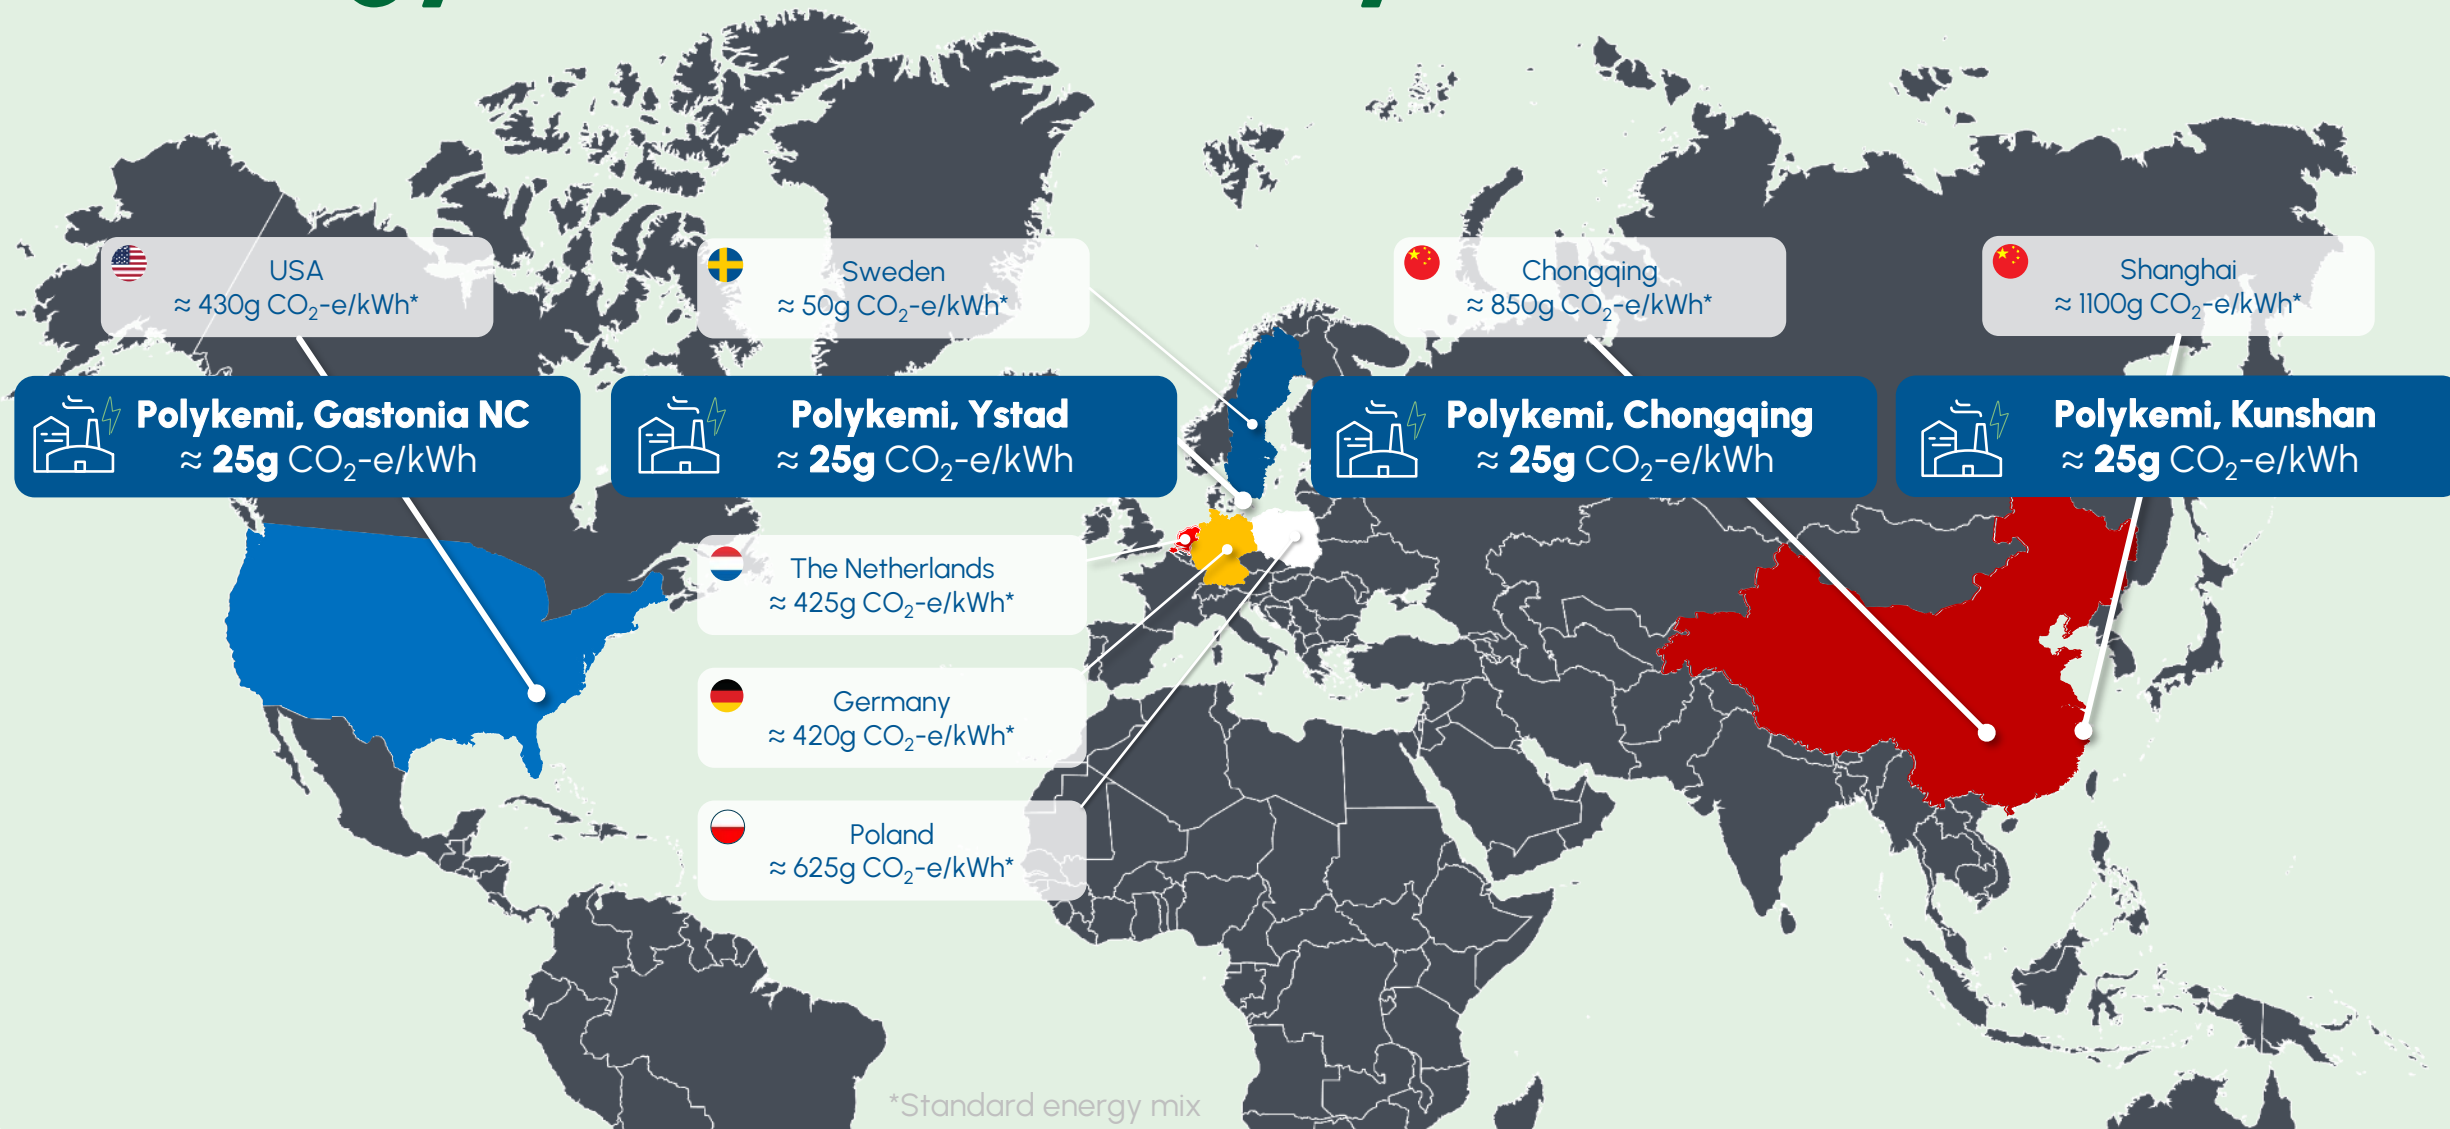 USA
≈ 430g CO₂-e/kWh*
Sweden
≈ 50g CO₂-e/kWh*
Chongqing
≈ 850g CO₂-e/kWh*
Shanghai
≈ 1100g CO₂-e/kWh*
Polykemi, Gastonia NC
≈ 25g CO₂-e/kWh
Polykemi, Ystad
≈ 25g CO₂-e/kWh
Polykemi, Chongqing
≈ 25g CO₂-e/kWh
Polykemi, Kunshan
≈ 25g CO₂-e/kWh
The Netherlands
≈ 425g CO₂-e/kWh*
Germany
≈ 420g CO₂-e/kWh*
Poland
≈ 625g CO₂-e/kWh*
*Standard energy mix